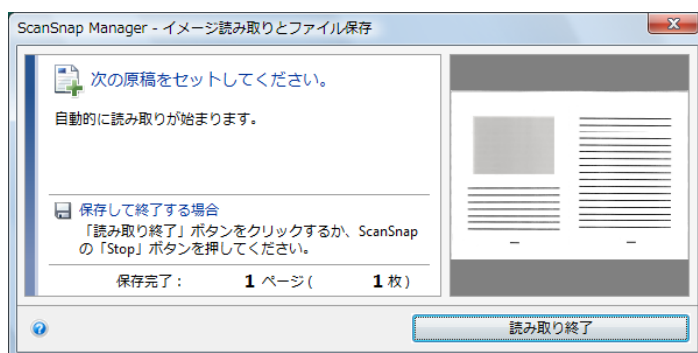 ScanSnap Manager - イメージ読み取りとファイル保存
次の原稿をセットしてください。
自動的に読み取りが始まります。
保存して終了する場合
「読み取り終了」ボタンをクリックするか、ScanSnap
の「Stop」ボタンを押してください。
保存完了： 1 ページ( 1 枚)
読み取り終了